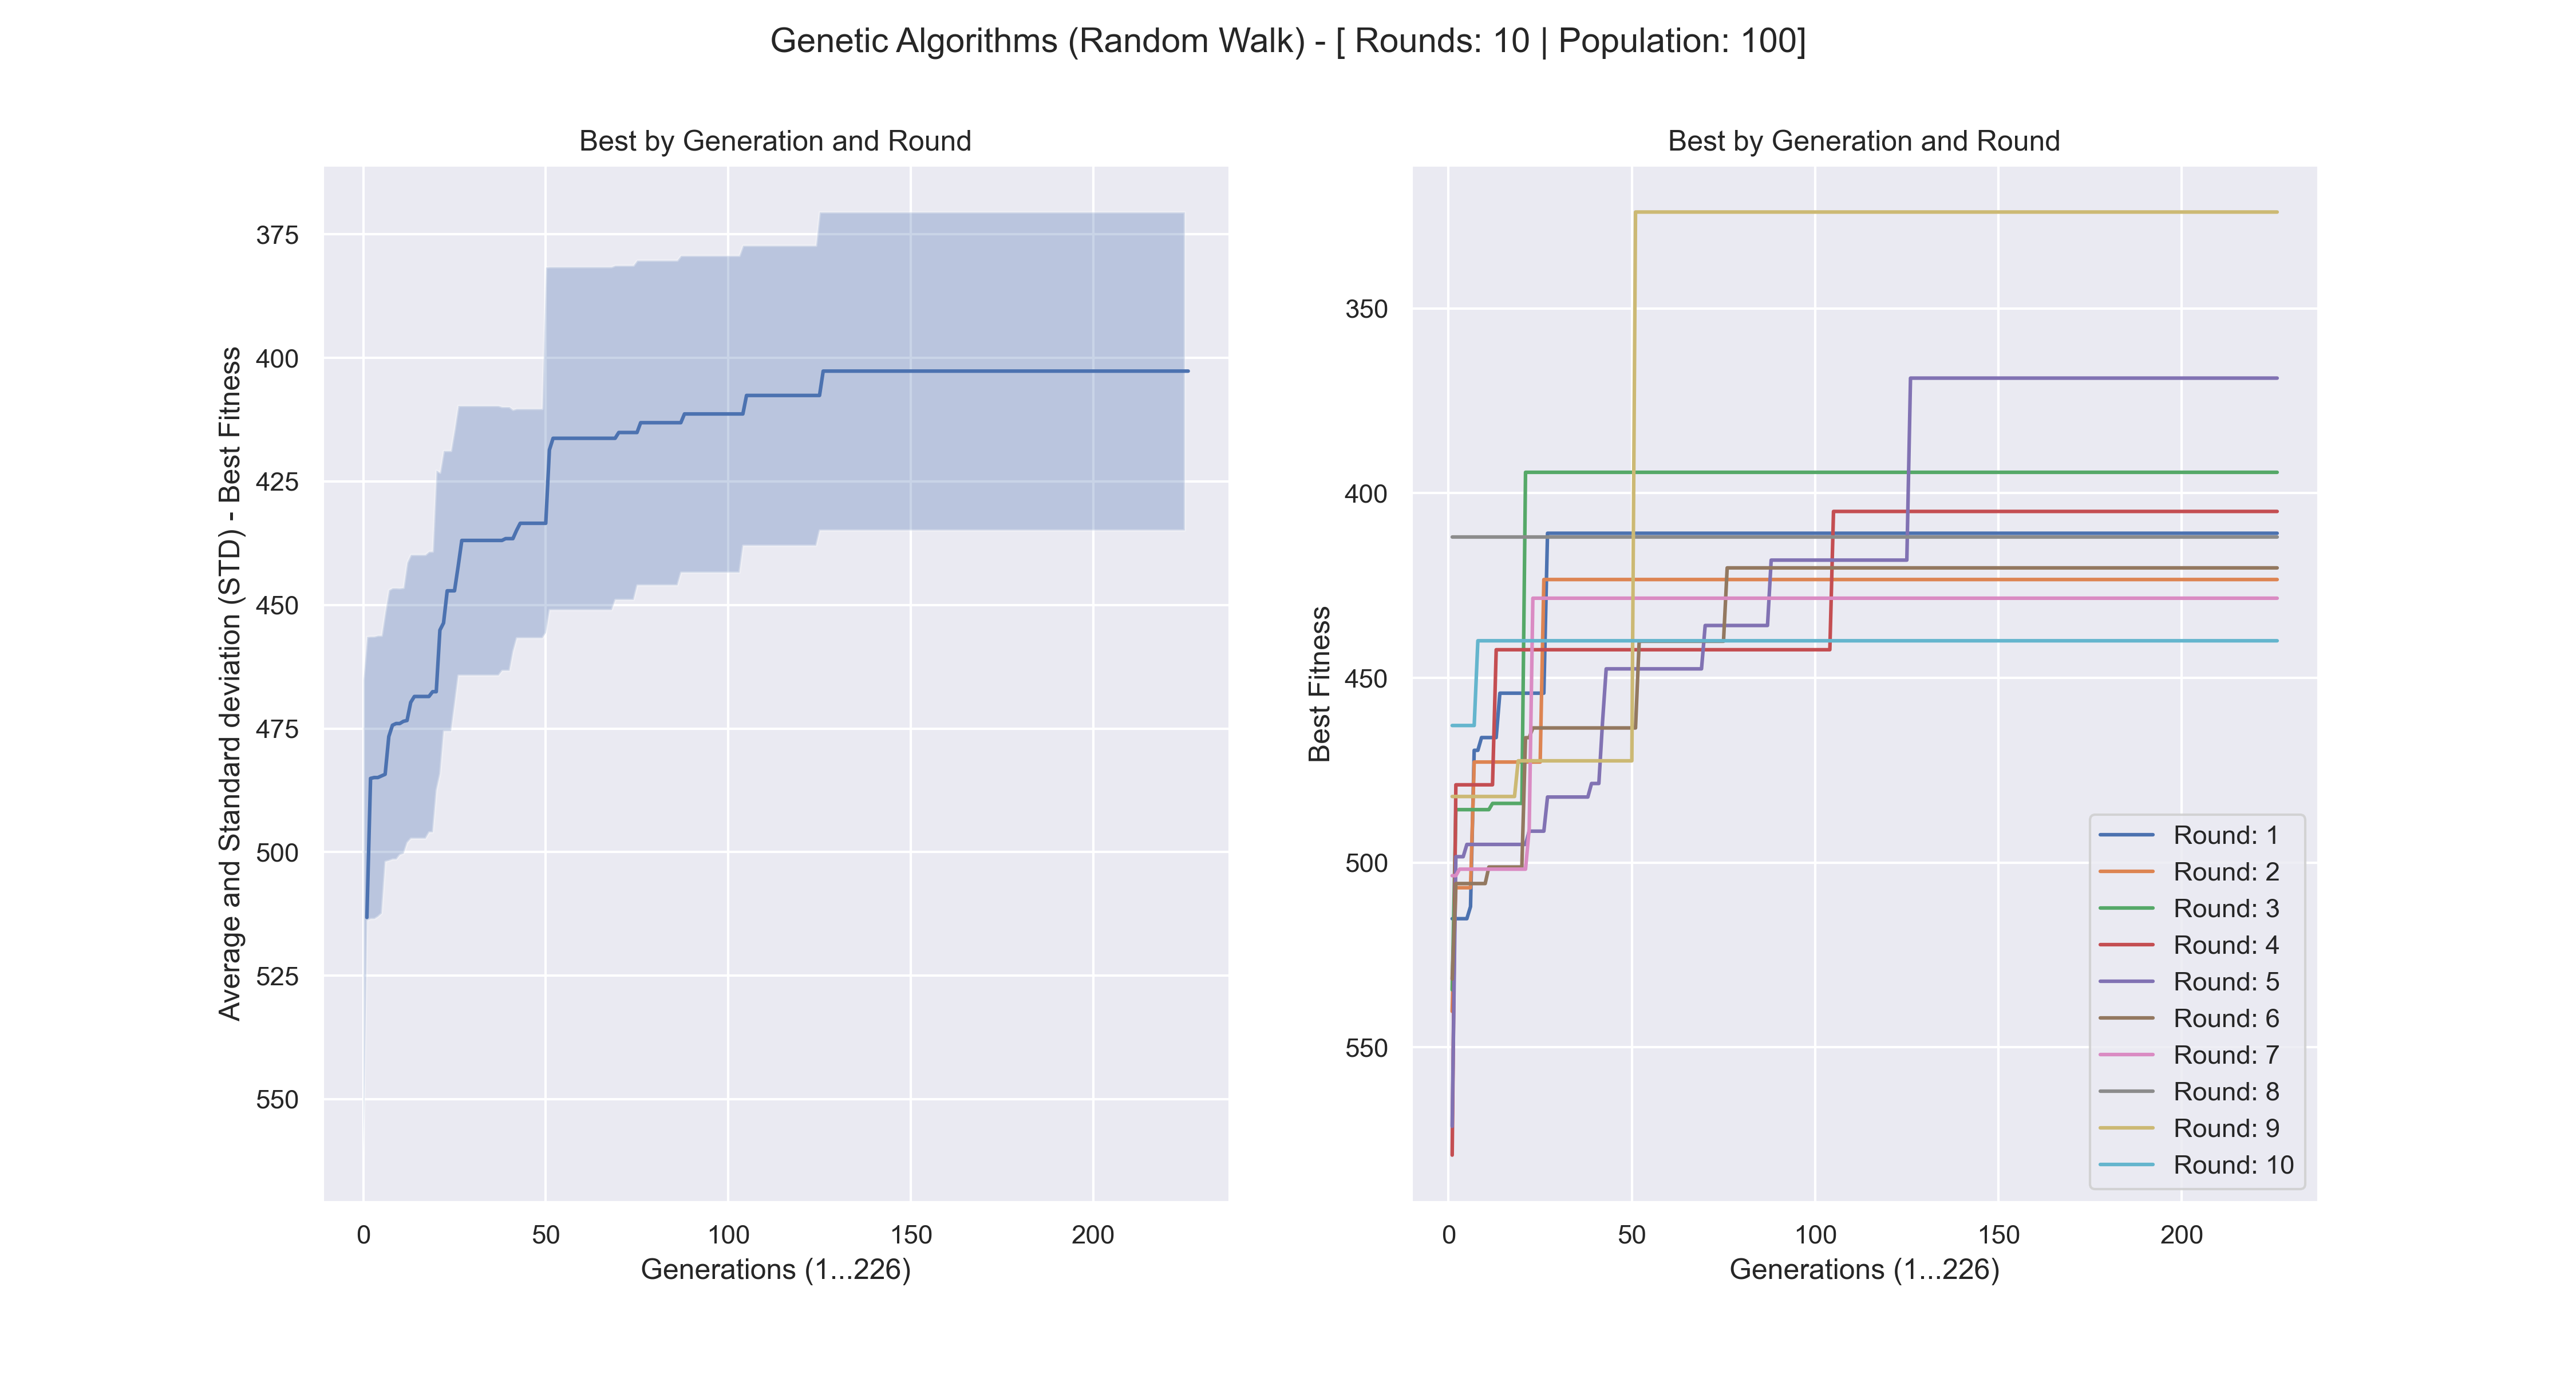 Genetic Algorithms (Random Walk) - [ Rounds: 10 | Population: 100]
Best by Generation and Round
Average and Standard deviation (STD) - Best Fitness
375
400
425
450
475
500
525
550
0
50
100
150
200
Generations (1...226)
Best by Generation and Round
Best Fitness
350
400
450
500
550
Round: 1
Round: 2
Round: 3
Round: 4
Round: 5
Round: 6
Round: 7
Round: 8
Round: 9
Round: 10
0
50
100
150
200
Generations (1...226)